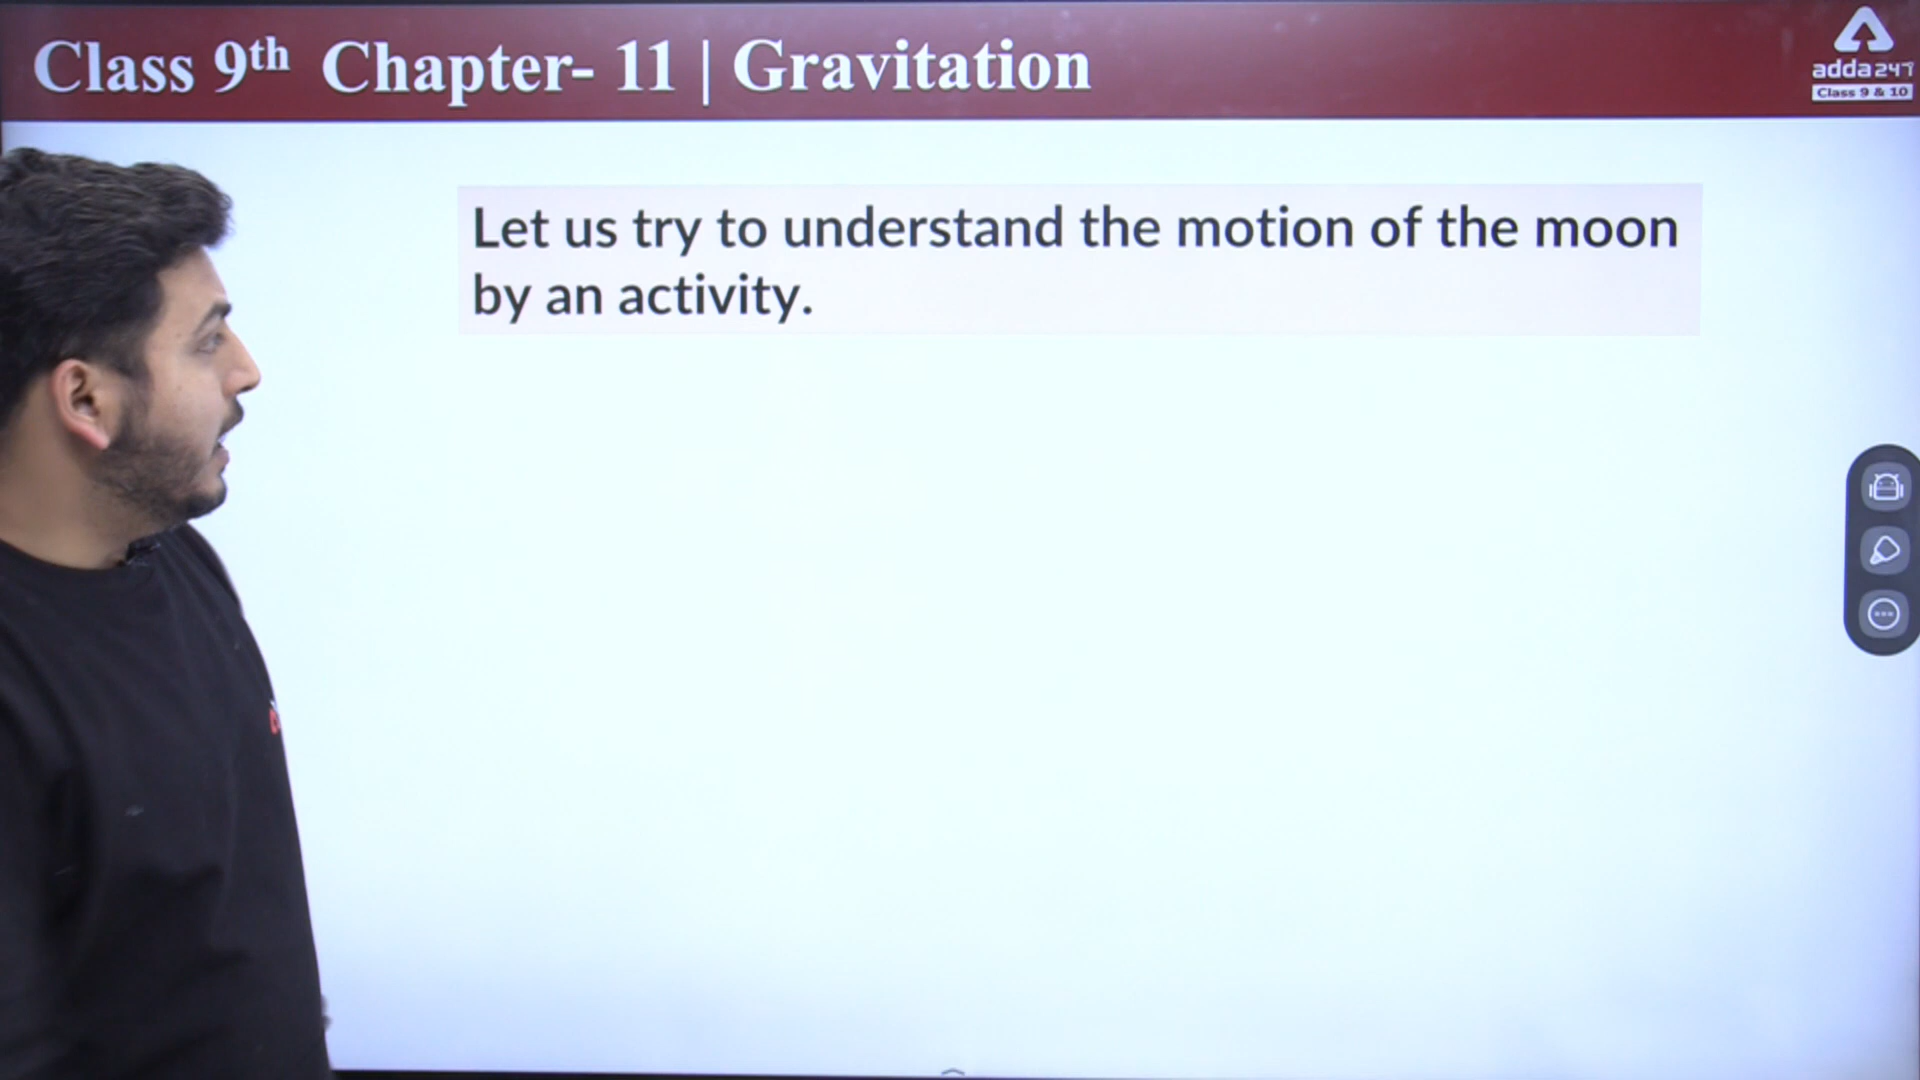 Class 9th Chapter- 11 | Gravitation
adda247
Class 9 & 10
Let us try to understand the motion of the moon
by an activity.